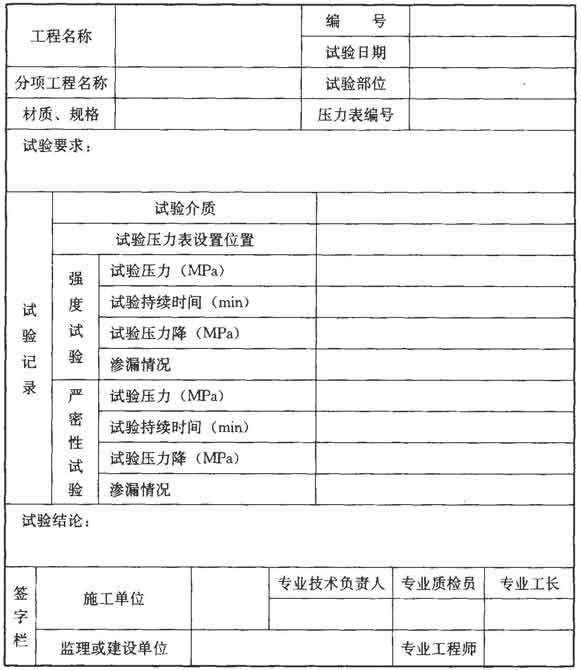 工程名称
编 号
试验日期
分项工程名称
试验部位
材质、规格
压力表编号
试验要求：
试验记录
试验介质
试验压力表设置位置
强度试验
试验压力（MPa）
试验持续时间（min）
试验压力降（MPa）
渗漏情况
严密性试验
试验压力（MPa）
试验持续时间（min）
试验压力降（MPa）
渗漏情况
试验结论：
签字栏
施工单位
专业技术负责人
专业质检员
专业工长
监理或建设单位
专业工程师